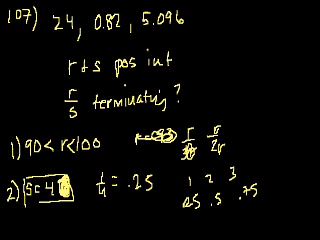 107) 24, 0.82, 5.096
r + s pos int
r/s terminating?
1) 90 < r < 100 r/
2) s = 4 1/4 = .25 1 2 3
.25 .5 .75